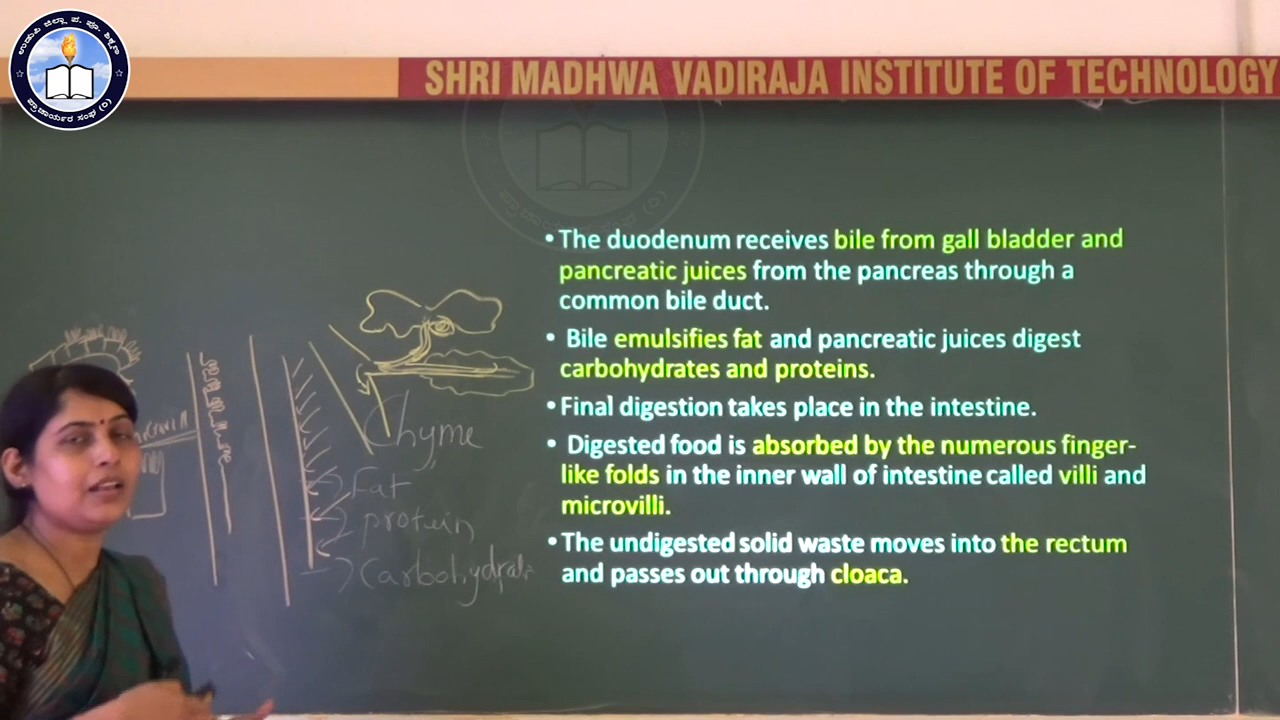 ಉಡುಪಿ ಜಿಲ್ಲಾ ಪ. ಪೂ. ಶಿಕ್ಷಣ
ಪ್ರಾಚಾರ್ಯರ ಸಂಘ (ರಿ)
SHRI MADHWA VADIRAJA INSTITUTE OF TECHNOLOGY
• The duodenum receives bile from gall bladder and
pancreatic juices from the pancreas through a
common bile duct.
• Bile emulsifies fat and pancreatic juices digest
carbohydrates and proteins.
• Final digestion takes place in the intestine.
• Digested food is absorbed by the numerous finger-
like folds in the inner wall of intestine called villi and
microvilli.
• The undigested solid waste moves into the rectum
and passes out through cloaca.
Chyme
Fat
protein